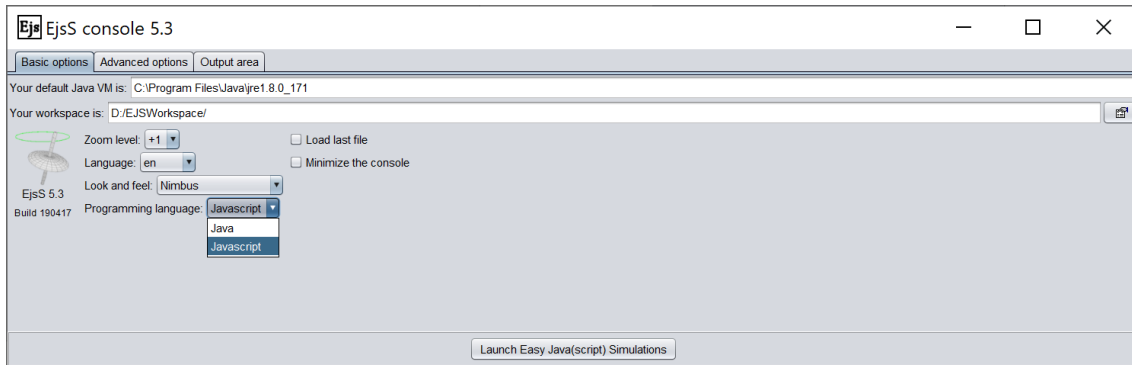 Ejs EjsS console 5.3
Basic options Advanced options Output area
Your default Java VM is: C:\Program Files\Java\jre1.8.0_171
Your workspace is: D:/EJSWorkspace/
Zoom level: +1 Load last file
Language: en Minimize the console
EjsS 5.3 Look and feel: Nimbus
Build 190417 Programming language: Javascript
Java
Javascript
Launch Easy Java(script) Simulations